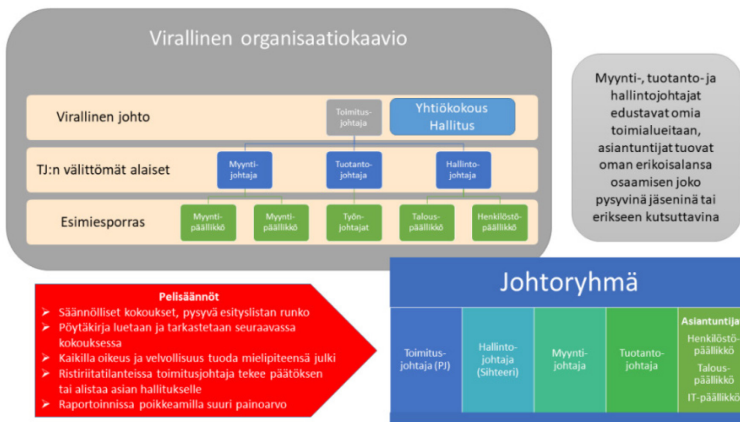 Virallinen organisaatiokaavio
Virallinen johto
Toimitus-
johtaja
Yhtiökokous
Hallitus
TJ:n välittömät alaiset
Myynti-
johtaja
Tuotanto-
johtaja
Hallinto-
johtaja
Esimiesporras
Myynti-
päällikkö
Myynti-
päällikkö
Työn-
johtajat
Talous-
päällikkö
Henkilöstö-
päällikkö
Myynti-, tuotanto- ja
hallintojohtajat
edustavat omia
toimialueitaan,
asiantuntijat tuovat
oman erikoisalansa
osaamisen joko
pysyvinä jäseninä tai
erikseen kutsuttavina
Pelisäännöt
➤ Säännölliset kokoukset, pysyvä esityslistan runko
➤ Pöytäkirja luetaan ja tarkastetaan seuraavassa
kokouksessa
➤ Kaikilla oikeus ja velvollisuus tuoda mielipiteensä julki
➤ Ristiriitatilanteissa toimitusjohtaja tekee päätöksen
tai alistaa asian hallitukselle
➤ Raportoinnissa poikkeamilla suuri painoarvo
Johtoryhmä
Toimitus-
johtaja (PJ)
Hallinto-
johtaja
(Sihteeri)
Myynti-
johtaja
Tuotanto-
johtaja
Asiantuntijat
Henkilöstö-
päällikkö
Talous-
päällikkö
IT-päällikkö